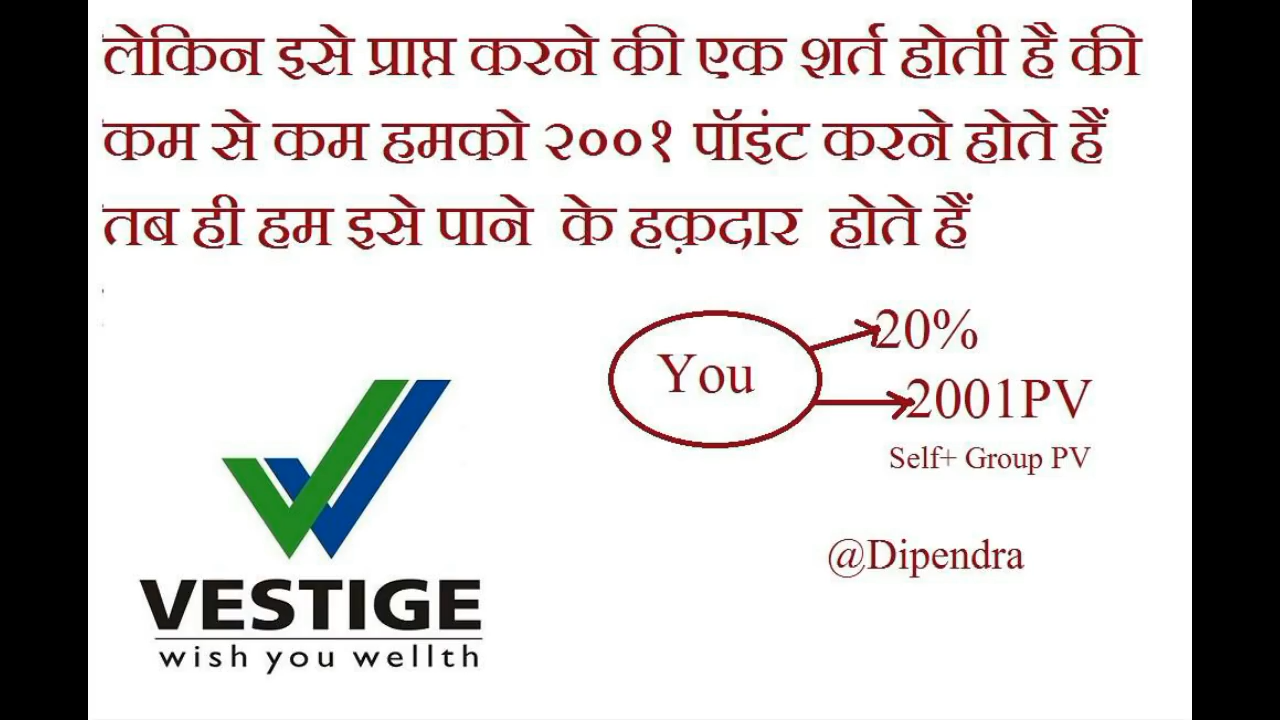 लेकिन इसे प्राप्त करने की एक शर्त होती है की
कम से कम हमको २००१ पॉइंट करने होते हैं
तब ही हम इसे पाने के हक़दार होते हैं
You
20%
2001PV
Self+ Group PV
@Dipendra
VESTIGE
wish you wellth